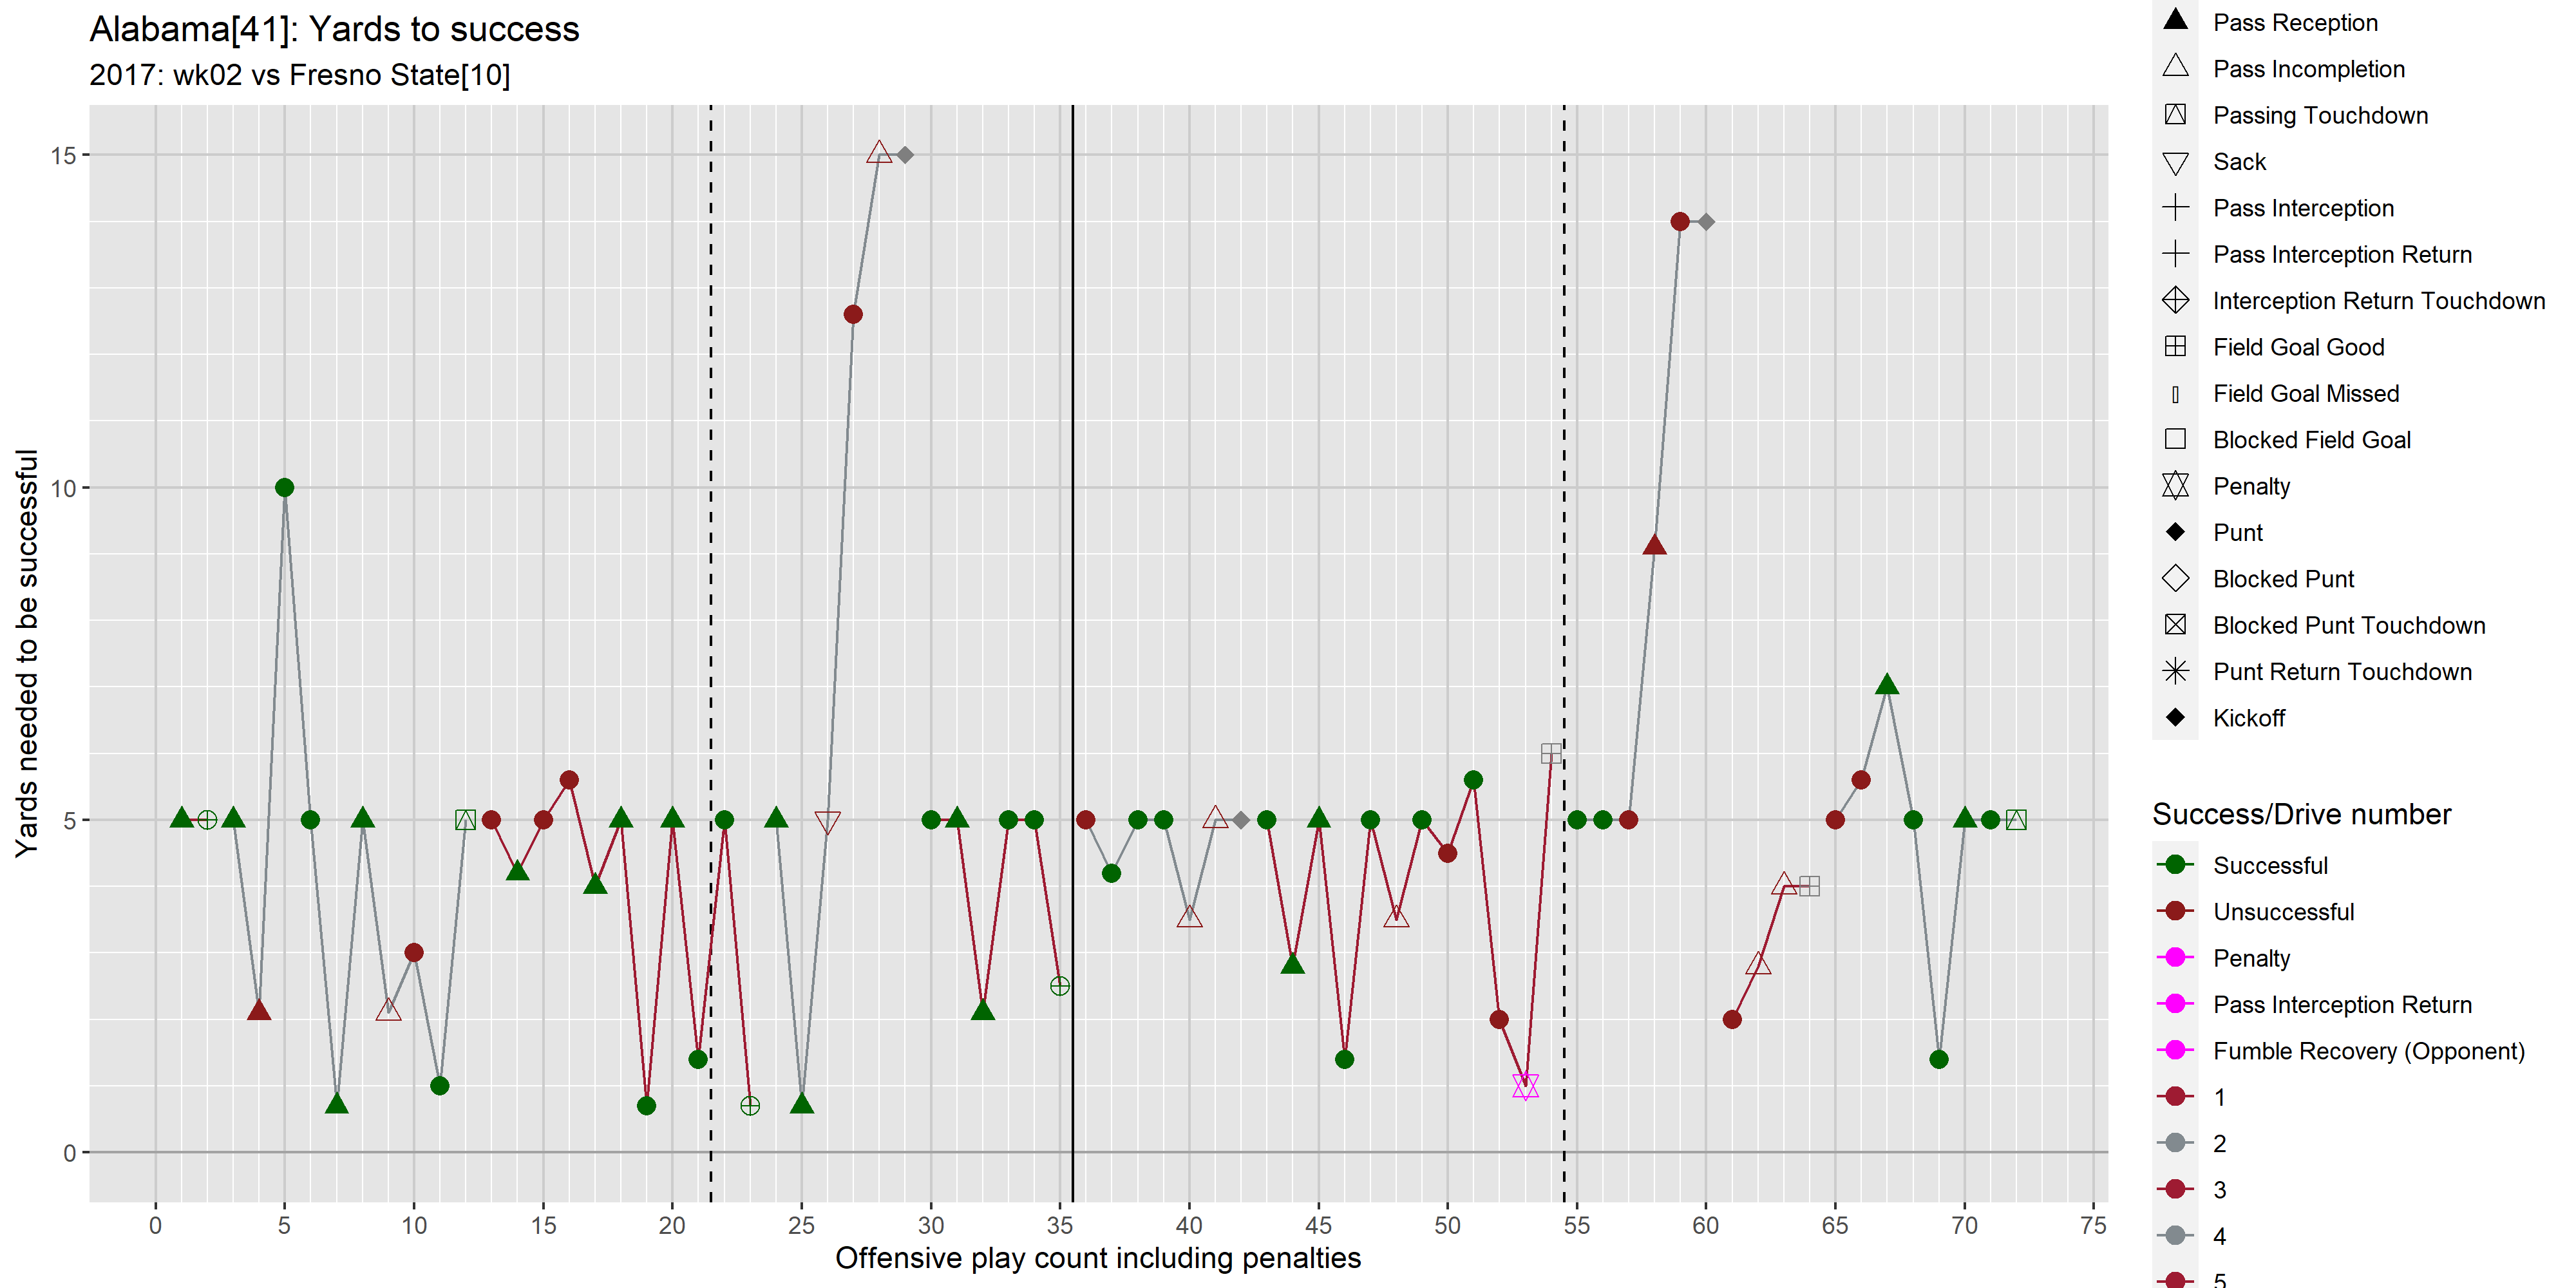 Alabama[41]: Yards to success
2017: wk02 vs Fresno State[10]
Yards needed to be successful
15
10
5
0
0 5 10 15 20 25 30 35 40 45 50 55 60 65 70 75
Offensive play count including penalties
Pass Reception
Pass Incompletion
Passing Touchdown
Sack
Pass Interception
Pass Interception Return
Interception Return Touchdown
Field Goal Good
Field Goal Missed
Blocked Field Goal
Penalty
Punt
Blocked Punt
Blocked Punt Touchdown
Punt Return Touchdown
Kickoff
Success/Drive number
Successful
Unsuccessful
Penalty
Pass Interception Return
Fumble Recovery (Opponent)
1
2
3
4
5